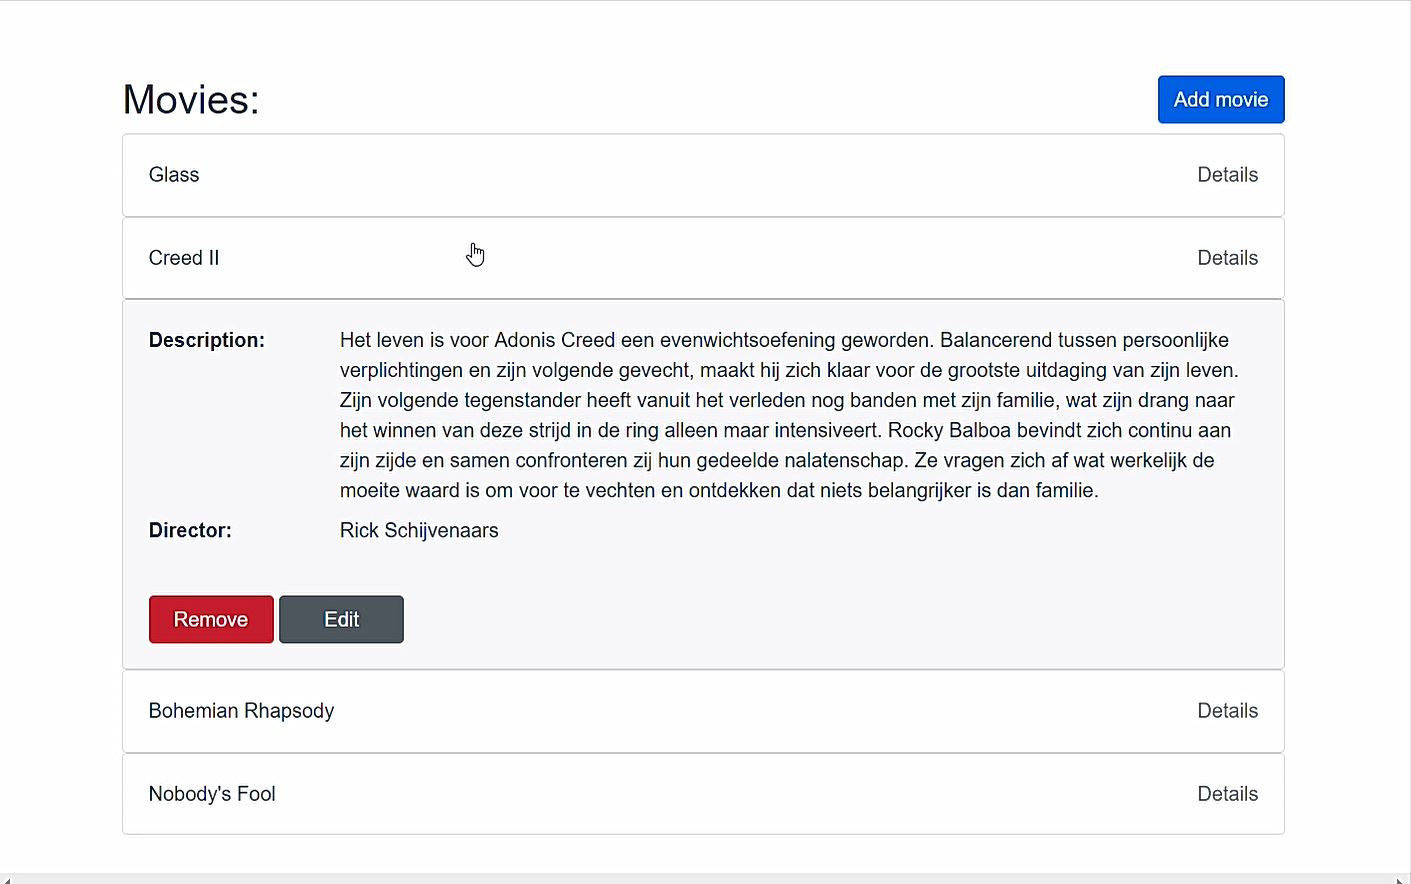 Movies:
Add movie
Glass
Details
Creed II
Details
Description:
Het leven is voor Adonis Creed een evenwichtsoefening geworden. Balancerend tussen persoonlijke
verplichtingen en zijn volgende gevecht, maakt hij zich klaar voor de grootste uitdaging van zijn leven.
Zijn volgende tegenstander heeft vanuit het verleden nog banden met zijn familie, wat zijn drang naar
het winnen van deze strijd in de ring alleen maar intensiveert. Rocky Balboa bevindt zich continu aan
zijn zijde en samen confronteren zij hun gedeelde nalatenschap. Ze vragen zich af wat werkelijk de
moeite waard is om voor te vechten en ontdekken dat niets belangrijker is dan familie.
Director:
Rick Schijvenaars
Remove
Edit
Bohemian Rhapsody
Details
Nobody's Fool
Details